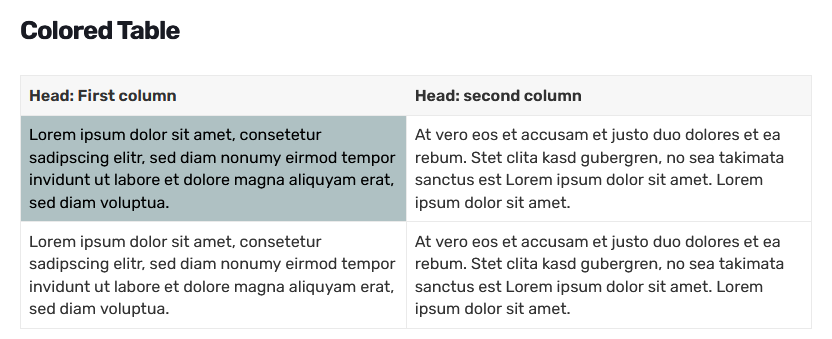 Colored Table
Head: First column
Head: second column
Lorem ipsum dolor sit amet, consetetur
sadipscing elitr, sed diam nonumy eirmod tempor
invidunt ut labore et dolore magna aliquyam erat,
sed diam voluptua.
At vero eos et accusam et justo duo dolores et ea
rebum. Stet clita kasd gubergren, no sea takimata
sanctus est Lorem ipsum dolor sit amet. Lorem
ipsum dolor sit amet.
Lorem ipsum dolor sit amet, consetetur
sadipscing elitr, sed diam nonumy eirmod tempor
invidunt ut labore et dolore magna aliquyam erat,
sed diam voluptua.
At vero eos et accusam et justo duo dolores et ea
rebum. Stet clita kasd gubergren, no sea takimata
sanctus est Lorem ipsum dolor sit amet. Lorem
ipsum dolor sit amet.